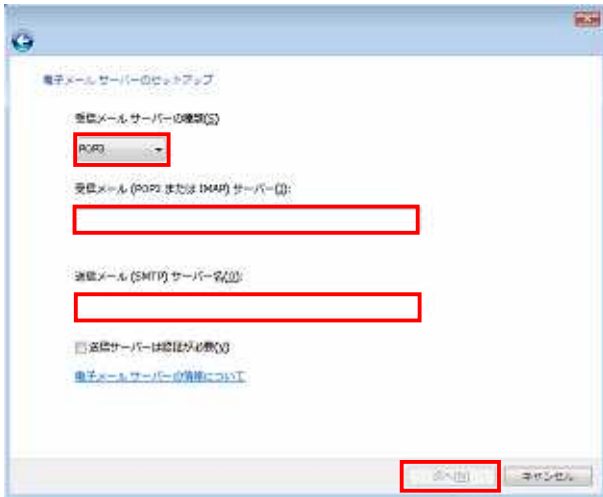 電子メール サーバーのセットアップ
受信メール サーバーの種類(S)
POP3
受信メール (POP3 または IMAP) サーバー(I):
送信メール (SMTP) サーバー名(O):
送信サーバーは認証が必要(V)
電子メール サーバーの情報について
次へ(N)
キャンセル